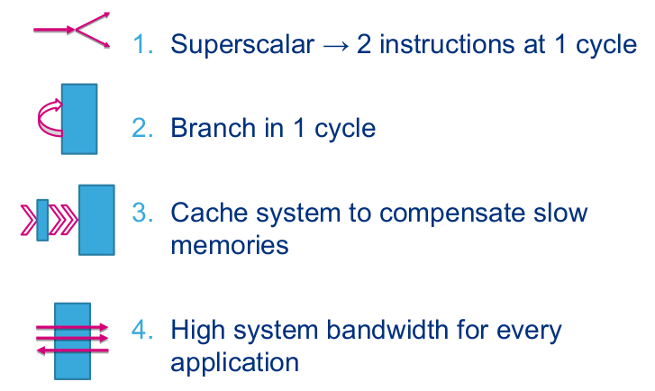 1. Superscalar → 2 instructions at 1 cycle
2. Branch in 1 cycle
3. Cache system to compensate slow
memories
4. High system bandwidth for every
application